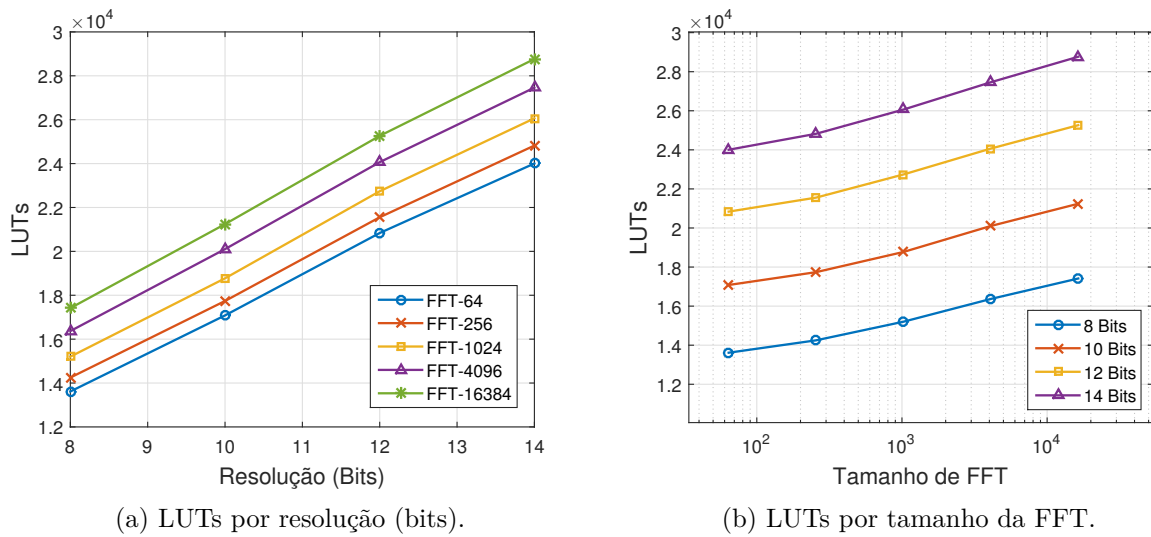 ×10⁴
3
2.8
2.6
2.4
2.2
2
1.8
1.6
1.4
1.2
LUTs
8 9 10 11 12 13 14
Resolução (Bits)
FFT-64
FFT-256
FFT-1024
FFT-4096
FFT-16384
(a) LUTs por resolução (bits).
×10⁴
3
2.8
2.6
2.4
2.2
2
1.8
1.6
1.4
1.2
LUTs
10² 10³ 10⁴
Tamanho de FFT
8 Bits
10 Bits
12 Bits
14 Bits
(b) LUTs por tamanho da FFT.